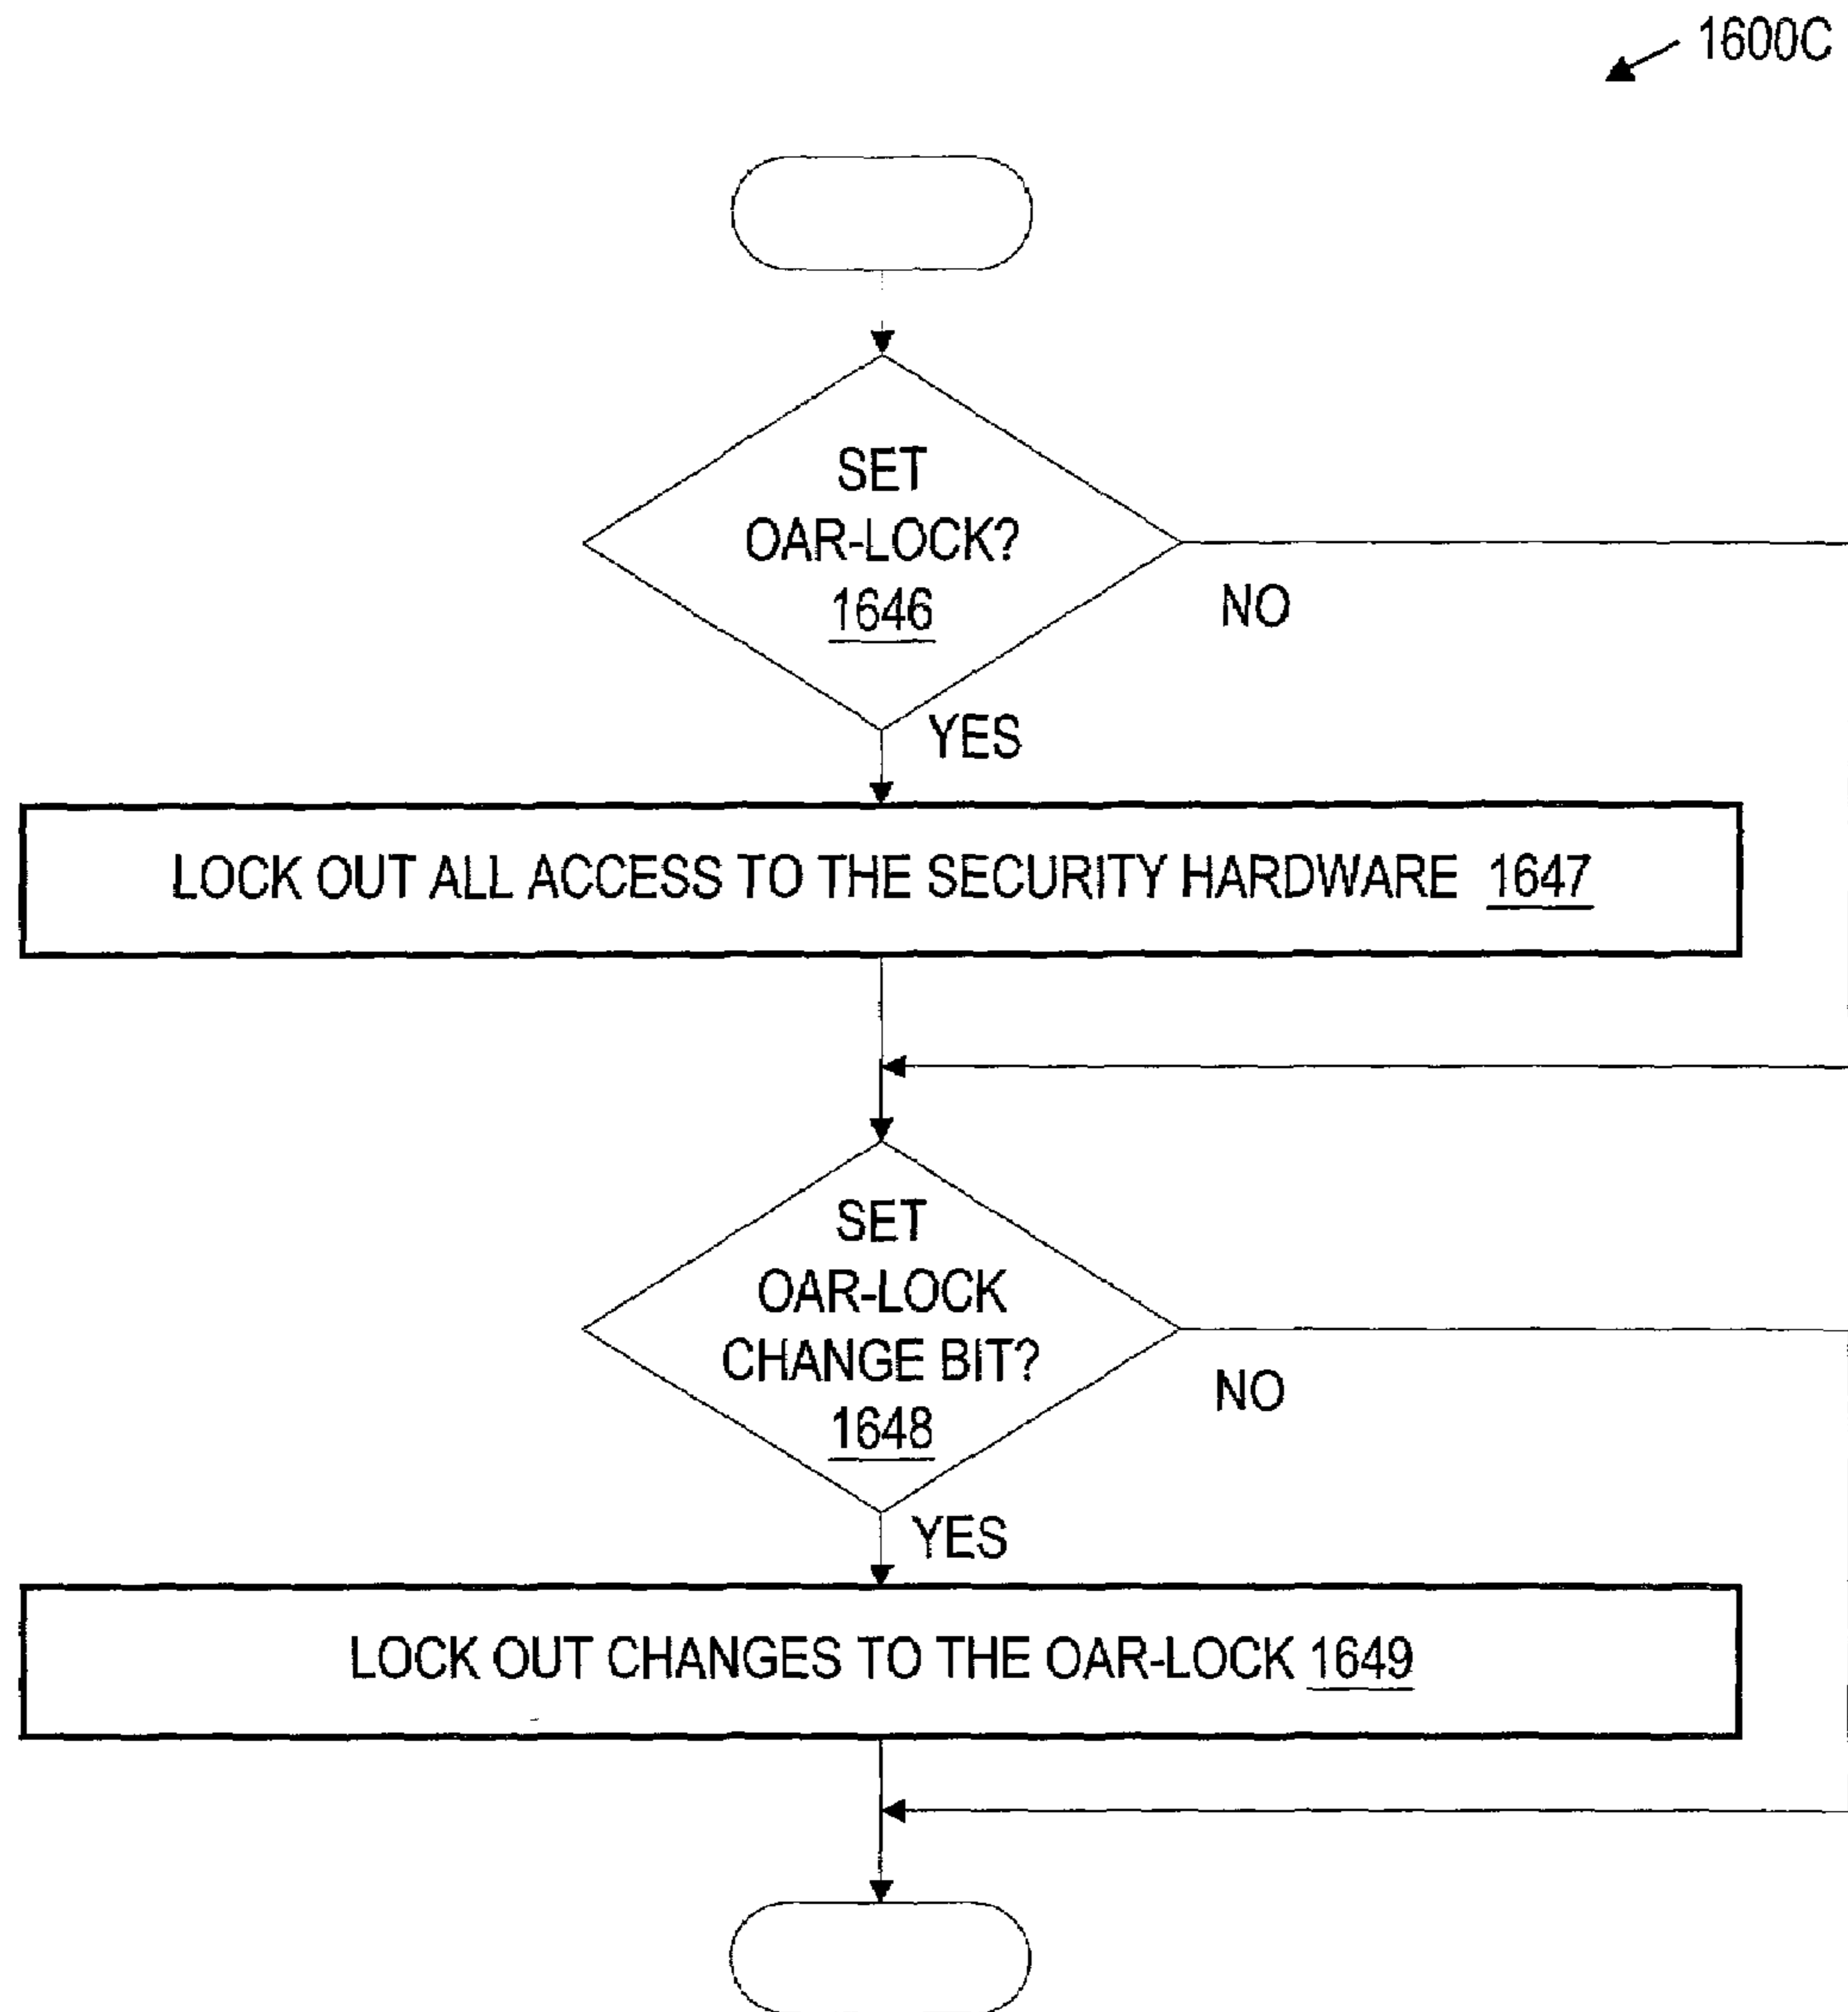 1600C
SET
OAR-LOCK?
1646
NO
YES
LOCK OUT ALL ACCESS TO THE SECURITY HARDWARE 1647
SET
OAR-LOCK
CHANGE BIT?
1648
NO
YES
LOCK OUT CHANGES TO THE OAR-LOCK 1649